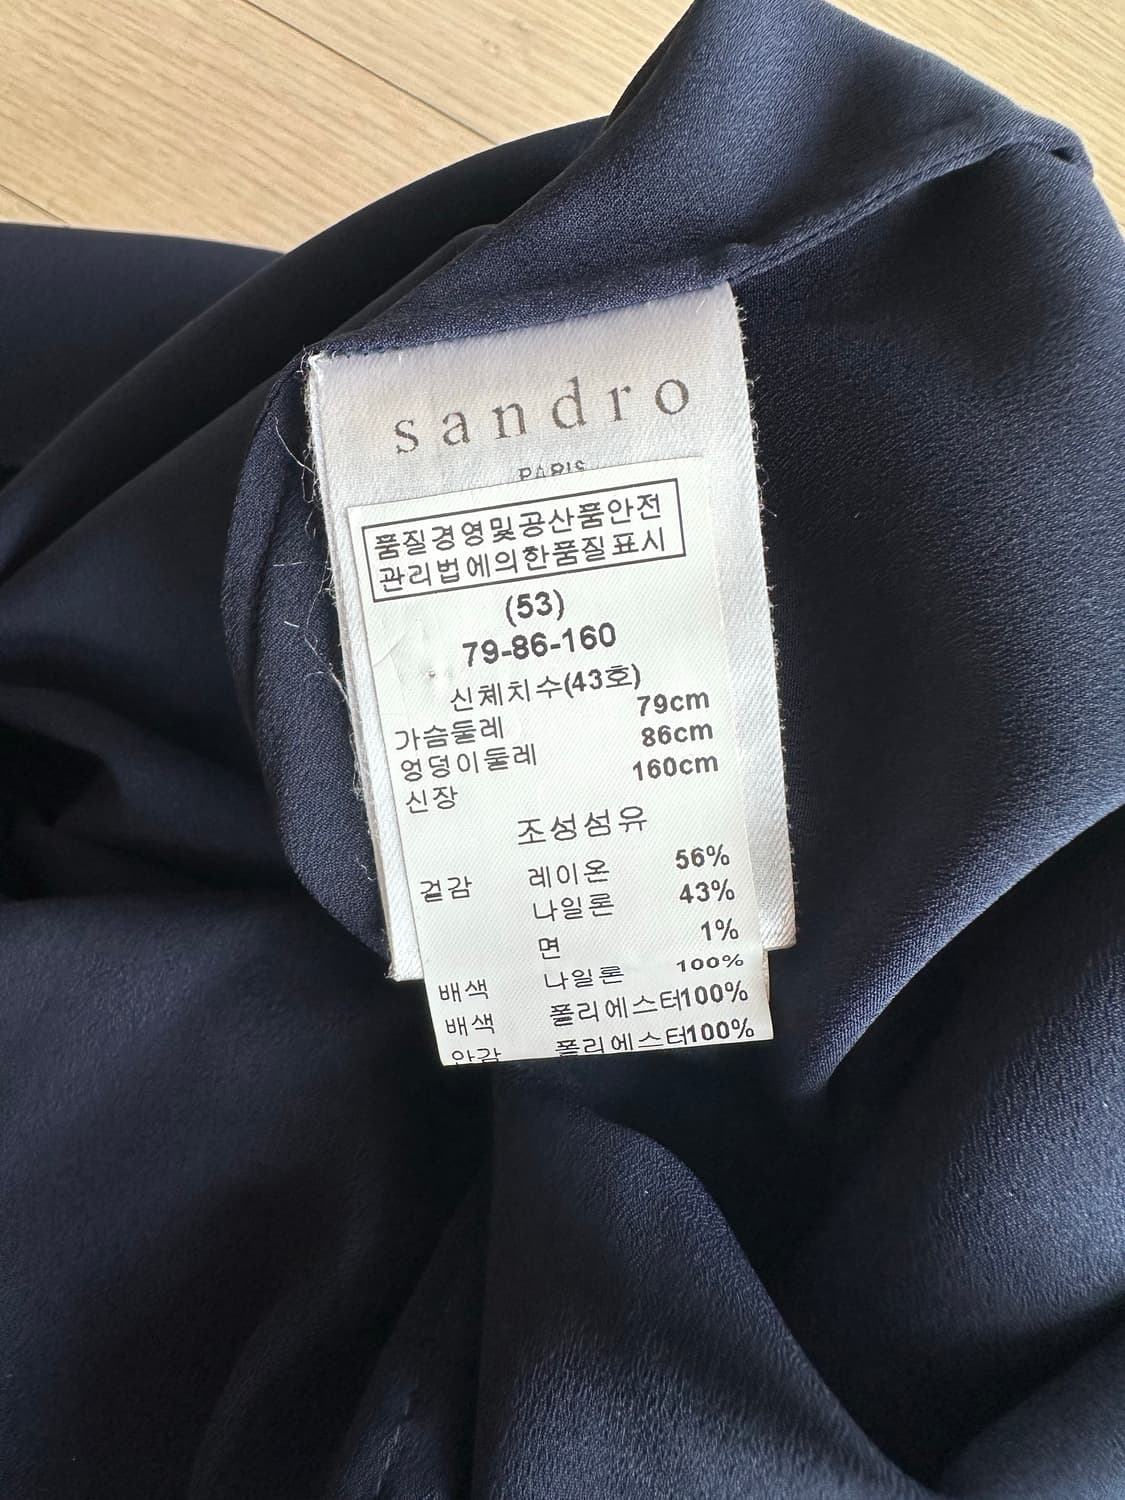 sandro
PARIS
품질경영및공산품안전
관리법에의한품질표시
(53)
79-86-160
신체치수(43호)
가슴둘레 79cm
엉덩이둘레 86cm
신장 160cm
조성섬유
겉감 레이온 56%
나일론 43%
면 1%
배색 나일론 100%
배색 폴리에스터100%
안감 폴리에스터100%